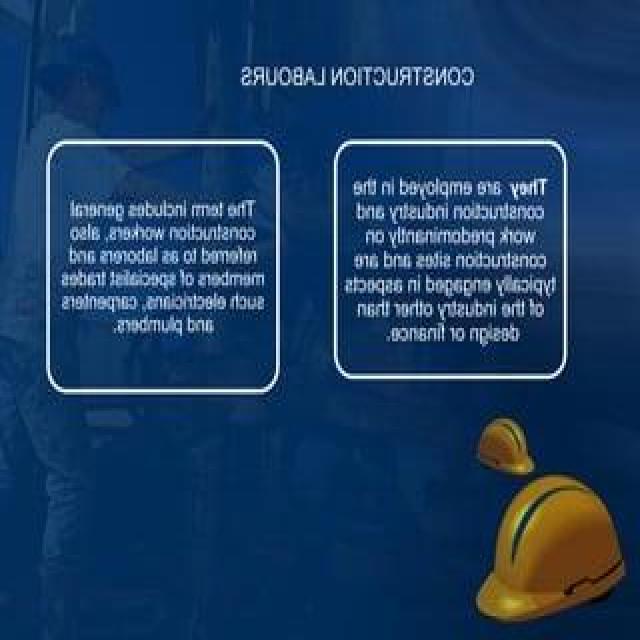 CONSTRUCTION LABOURS
They are employed in the
construction industry and
work predominantly on
construction sites and are
typically engaged in aspects
of the industry other than
design or finance.
The term includes general
construction workers, also
referred to as laborers and
members of specialist trades
such electricians, carpenters
and plumbers.